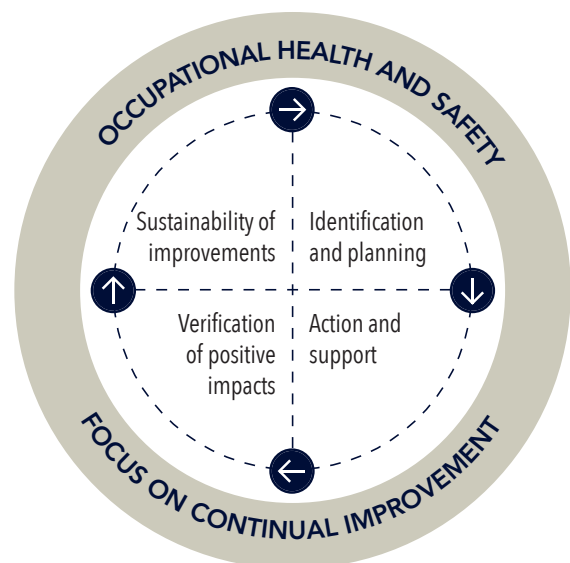 OCCUPATIONAL HEALTH AND SAFETY
Sustainability of
improvements
Identification
and planning
Verification
of positive
impacts
Action and
support
FOCUS ON CONTINUAL IMPROVEMENT